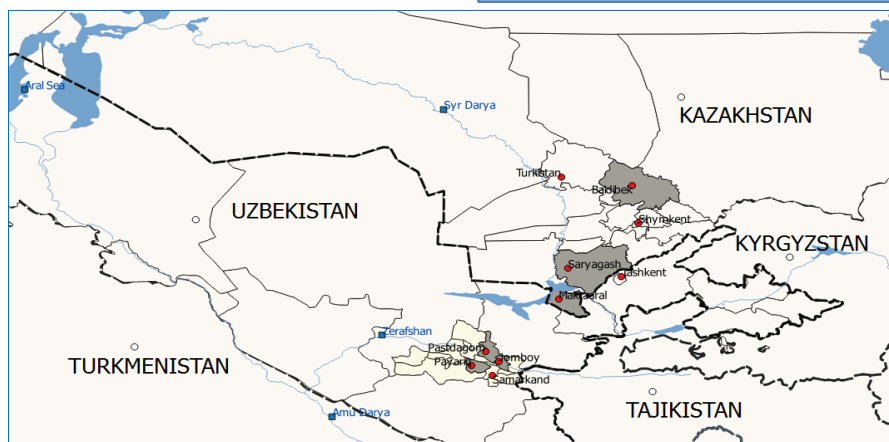 Aral Sea
Syr Darya
KAZAKHSTAN
Turkistan
Baidibek
UZBEKISTAN
Shymkent
KYRGYZSTAN
Saryagash
Tashkent
Maktaaral
Zerafshan
Pastdagom
Jomboy
Payarik
TURKMENISTAN
Samarkand
Amu Darya
TAJIKISTAN